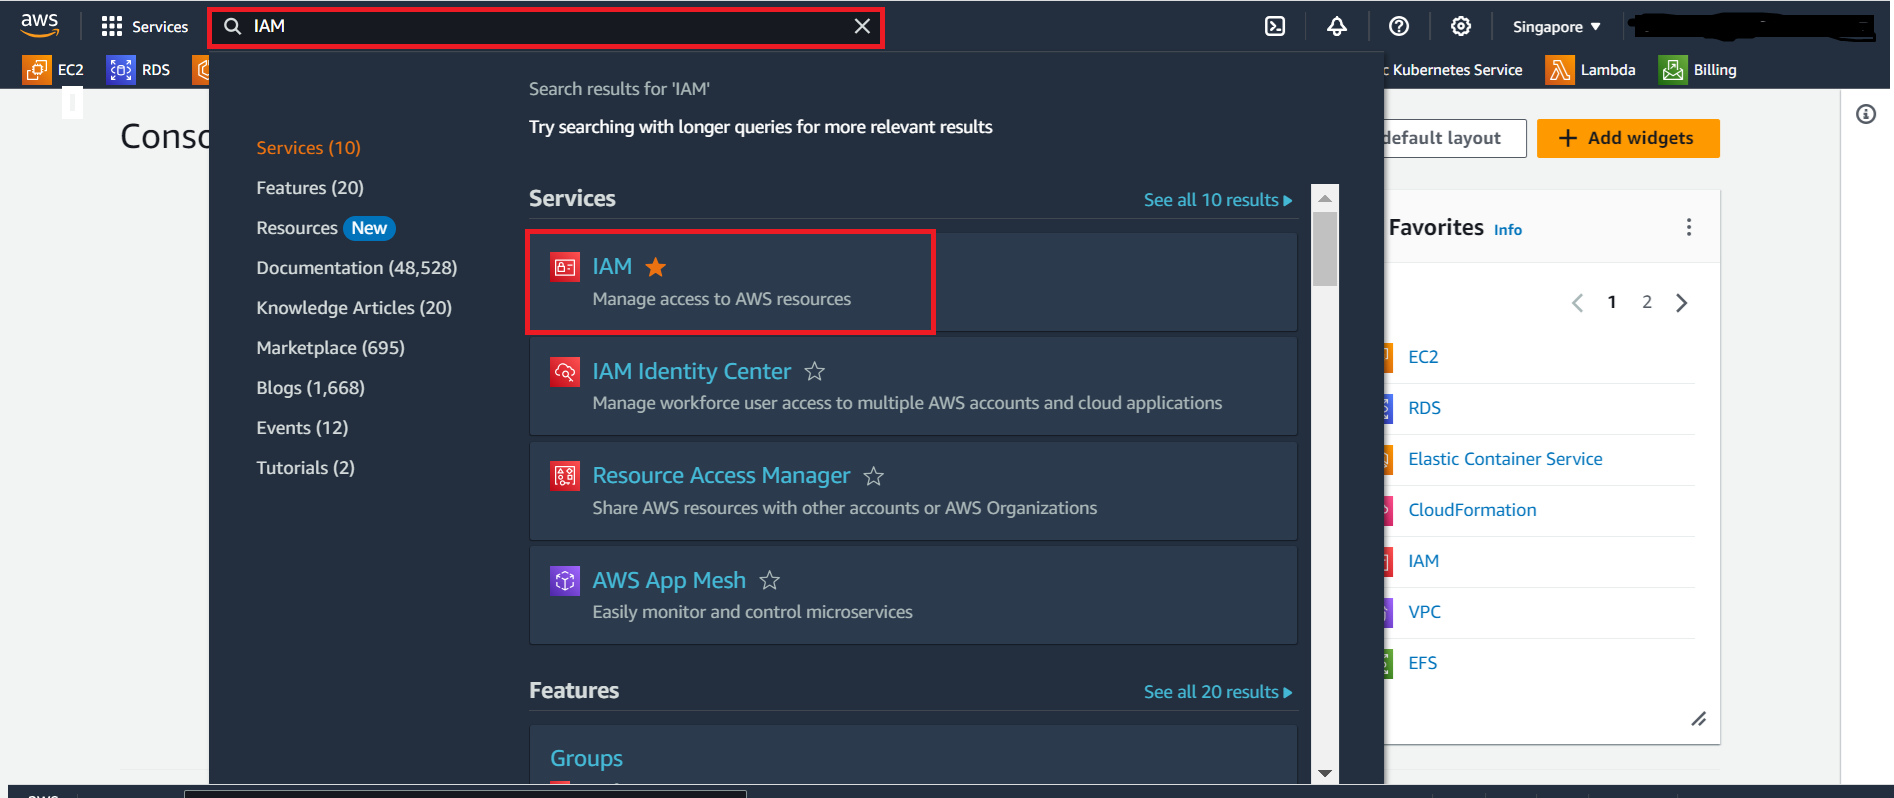 aws
Services
IAM
Singapore
EC2
RDS
c Kubernetes Service
Lambda
Billing
Conso
Search results for 'IAM'
Try searching with longer queries for more relevant results
Services (10)
Features (20)
Resources New
Documentation (48,528)
Knowledge Articles (20)
Marketplace (695)
Blogs (1,668)
Events (12)
Tutorials (2)
Services
See all 10 results
IAM
Manage access to AWS resources
IAM Identity Center
Manage workforce user access to multiple AWS accounts and cloud applications
Resource Access Manager
Share AWS resources with other accounts or AWS Organizations
AWS App Mesh
Easily monitor and control microservices
Features
See all 20 results
Groups
default layout
+ Add widgets
Favorites Info
1 2
EC2
RDS
Elastic Container Service
CloudFormation
IAM
VPC
EFS